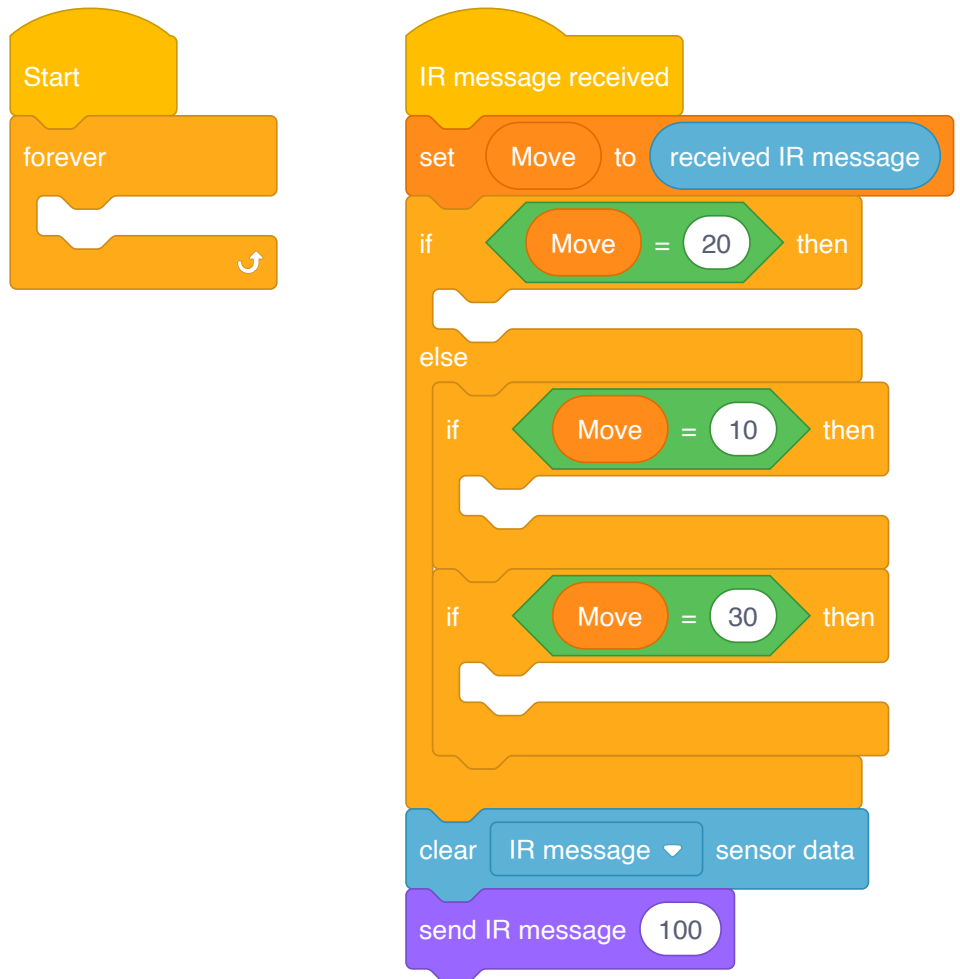 Start
forever
IR message received
set Move to received IR message
if Move = 20 then
else
if Move = 10 then
if Move = 30 then
clear IR message sensor data
send IR message 100